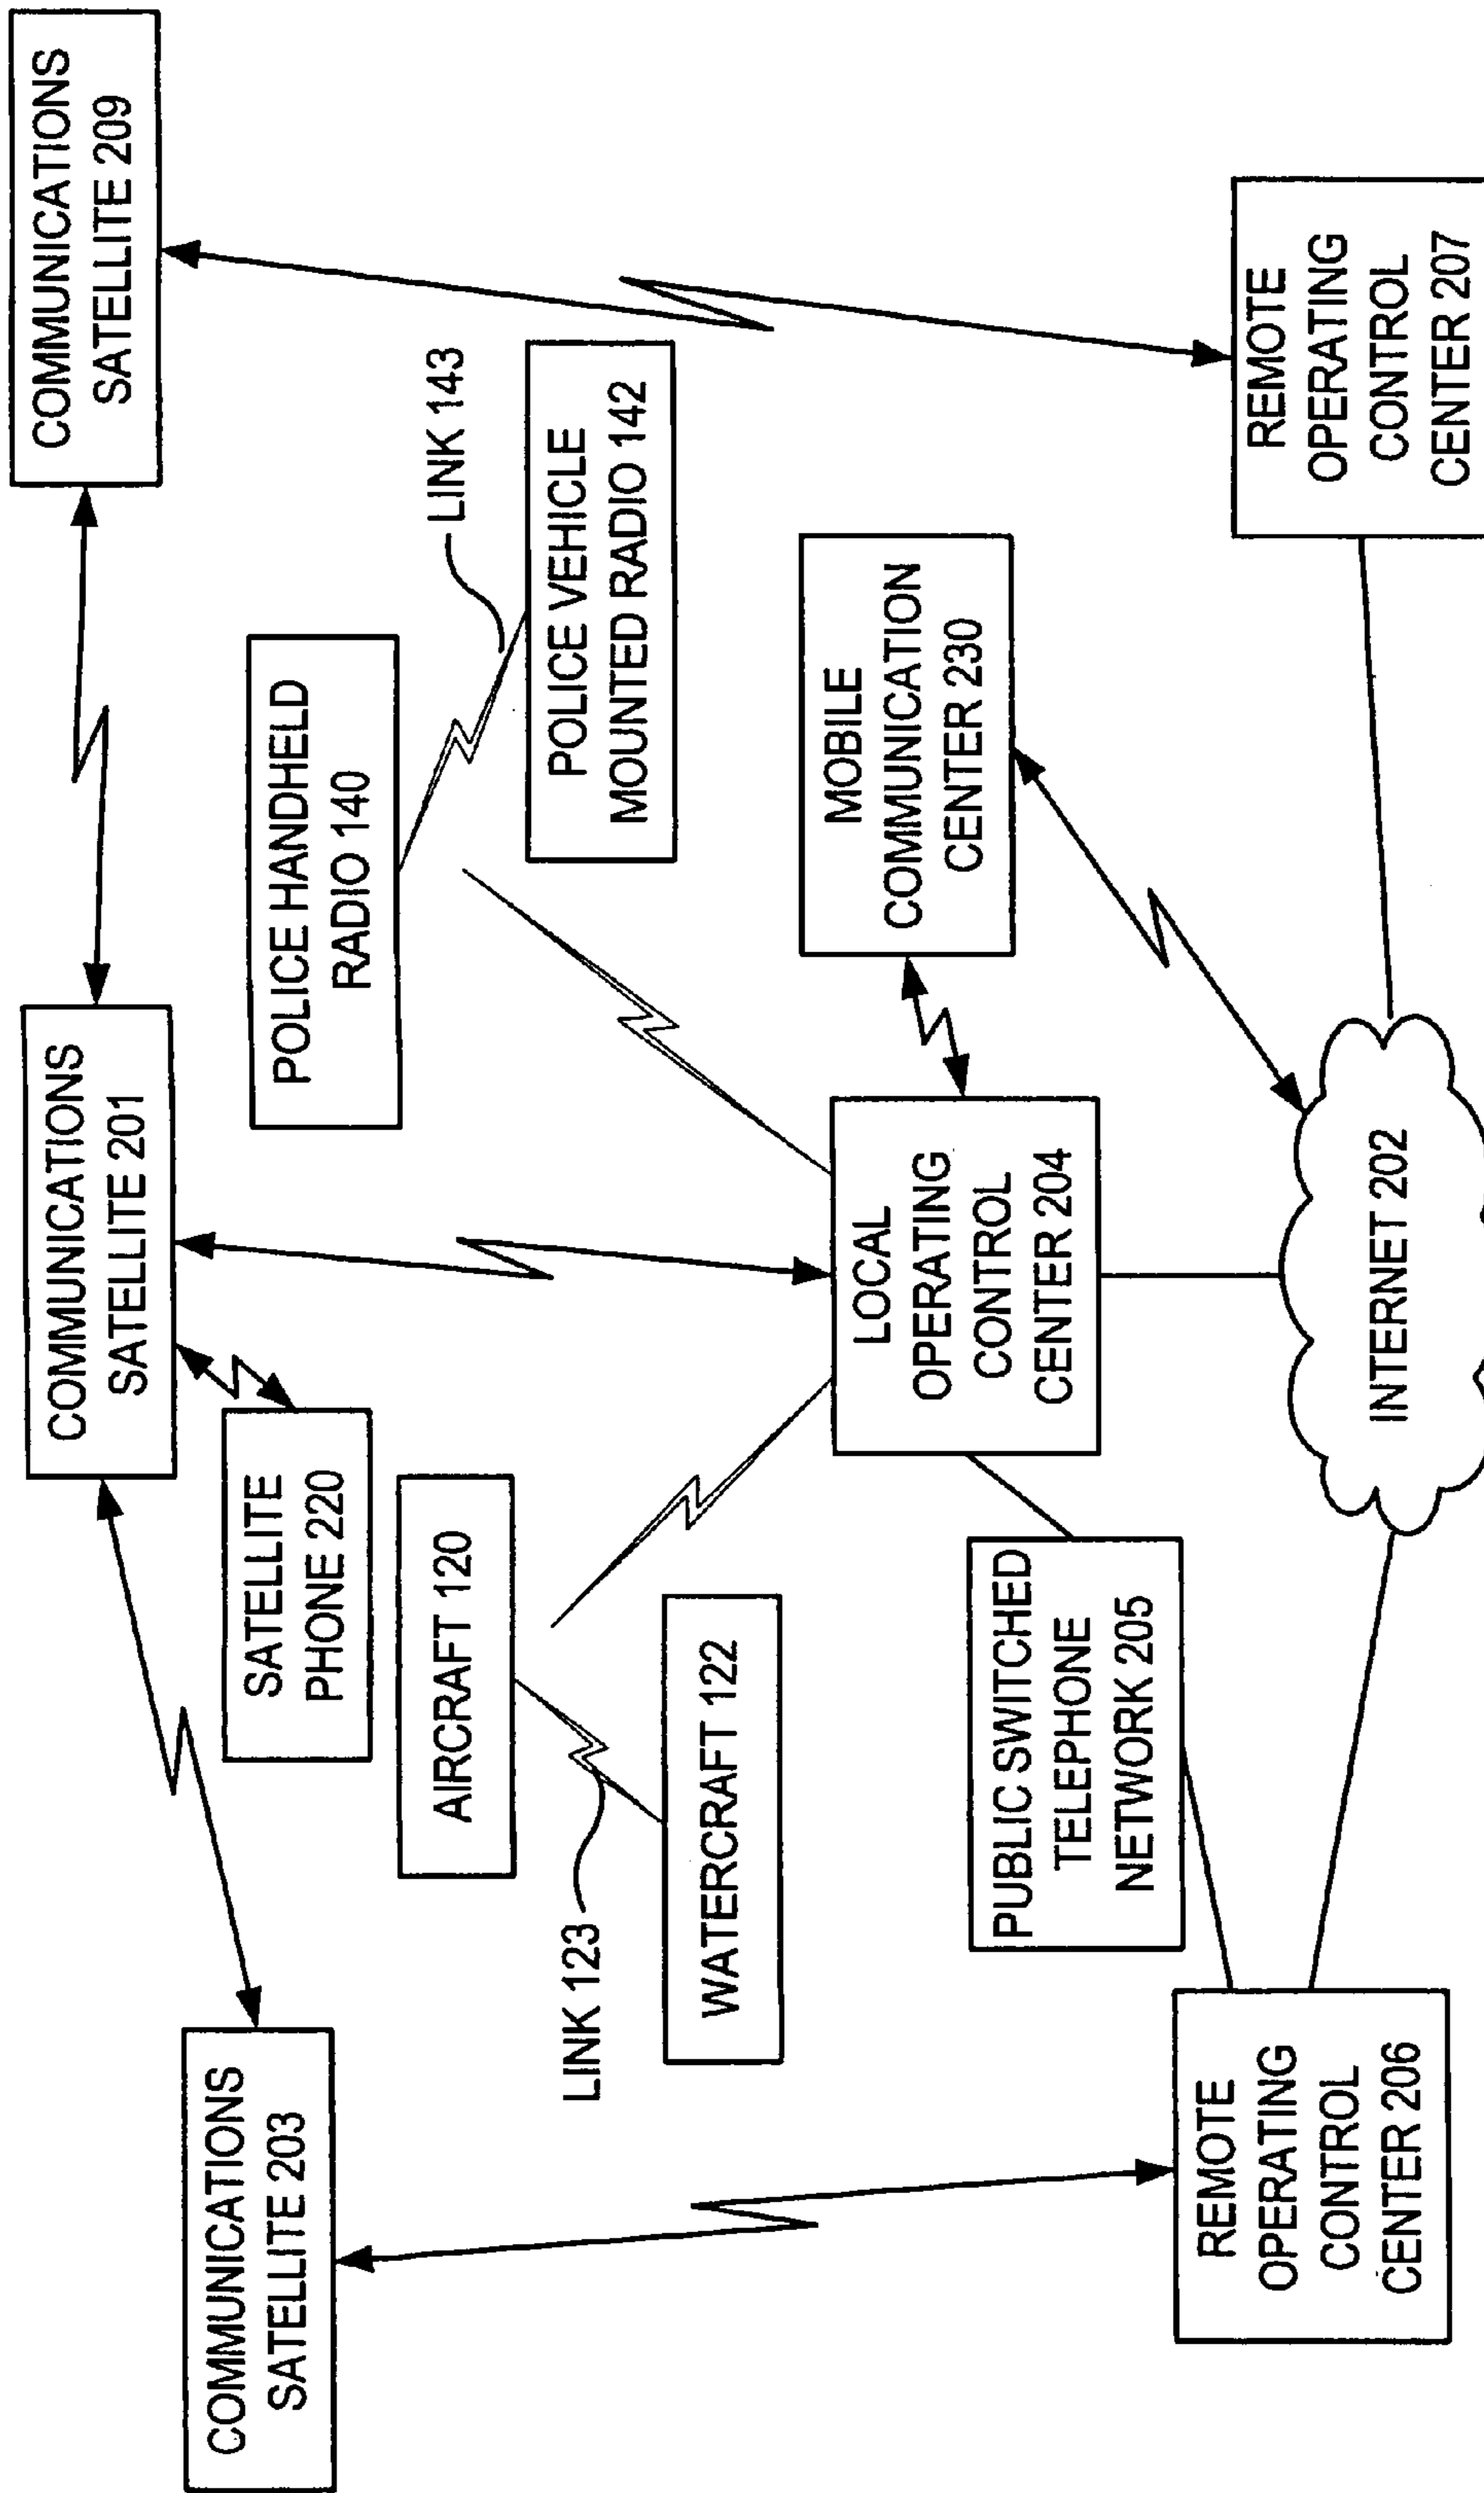 COMMUNICATIONS
SATELLITE 203
COMMUNICATIONS
SATELLITE 201
COMMUNICATIONS
SATELLITE 209
SATELLITE
PHONE 220
POLICE HANDHELD
RADIO 140
LINK 143
AIRCRAFT 120
POLICE VEHICLE
MOUNTED RADIO 142
LINK 123
WATERCRAFT 122
LOCAL
OPERATING
CONTROL
CENTER 204
MOBILE
COMMUNICATION
CENTER 230
PUBLIC SWITCHED
TELEPHONE
NETWORK 205
REMOTE
OPERATING
CONTROL
CENTER 206
INTERNET 202
REMOTE
OPERATING
CONTROL
CENTER 207